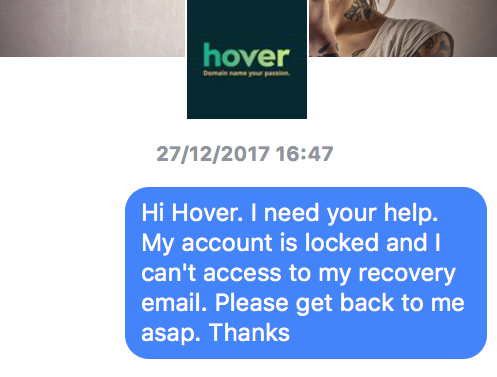 hover
Domain name your passion.
27/12/2017 16:47
Hi Hover. I need your help.
My account is locked and I
can't access to my recovery
email. Please get back to me
asap. Thanks